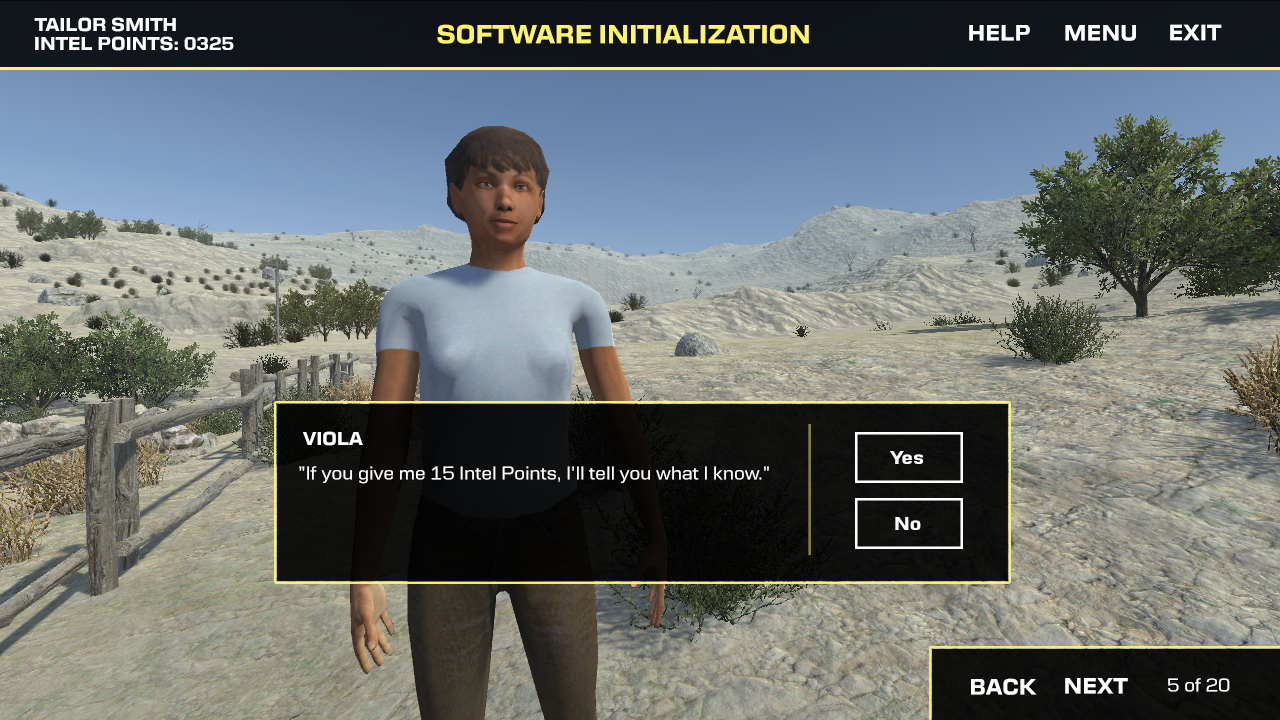 TAILOR SMITH
INTEL POINTS: 0325
SOFTWARE INITIALIZATION
HELP MENU EXIT
VIOLA
"If you give me 15 Intel Points, I'll tell you what I know."
Yes
No
BACK NEXT 5 of 20